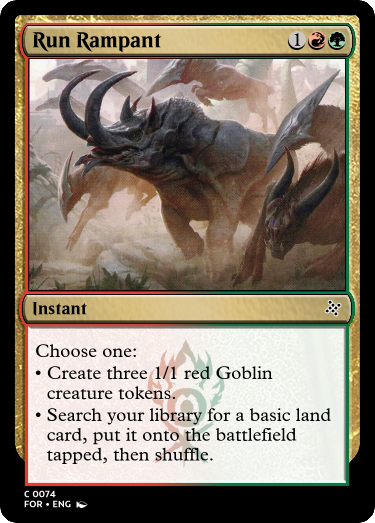 Run Rampant 1
Instant
Choose one:
• Create three 1/1 red Goblin
creature tokens.
• Search your library for a basic land
card, put it onto the battlefield
tapped, then shuffle.
C 0074
FOR • ENG